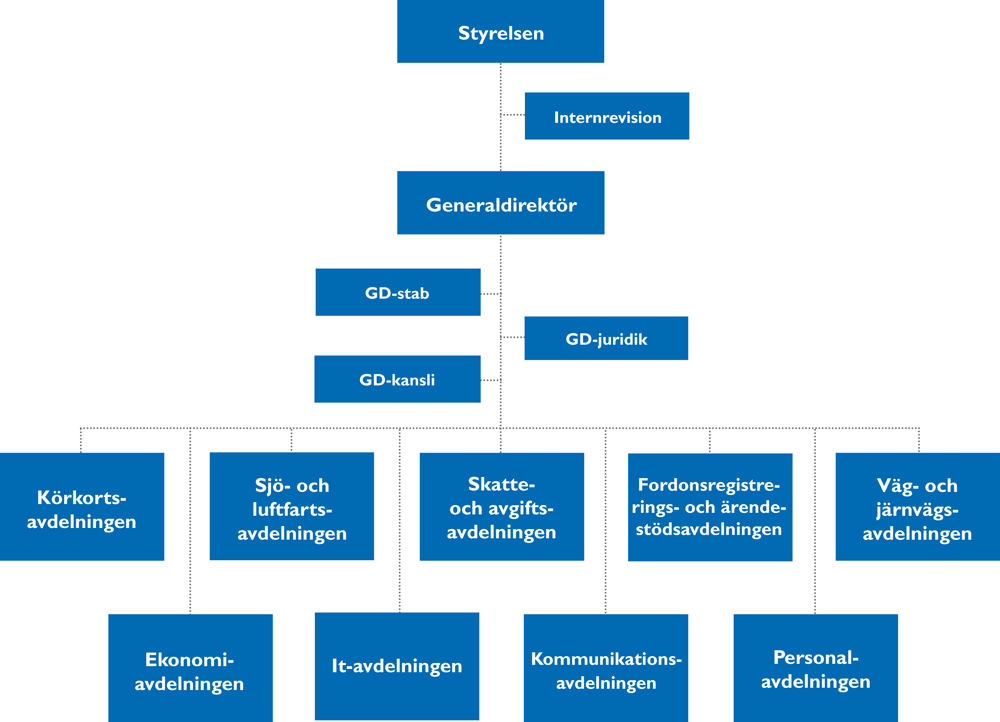 Styrelsen
Internrevision
Generaldirektör
GD-stab
GD-juridik
GD-kansli
Körkorts-
avdelningen
Sjö- och
luftfarts-
avdelningen
Skatte-
och avgifts-
avdelningen
Fordonsregistre-
rings- och ärende-
stödsavdelningen
Väg- och
järnvägs-
avdelningen
Ekonomi-
avdelningen
It-avdelningen
Kommunikations-
avdelningen
Personal-
avdelningen